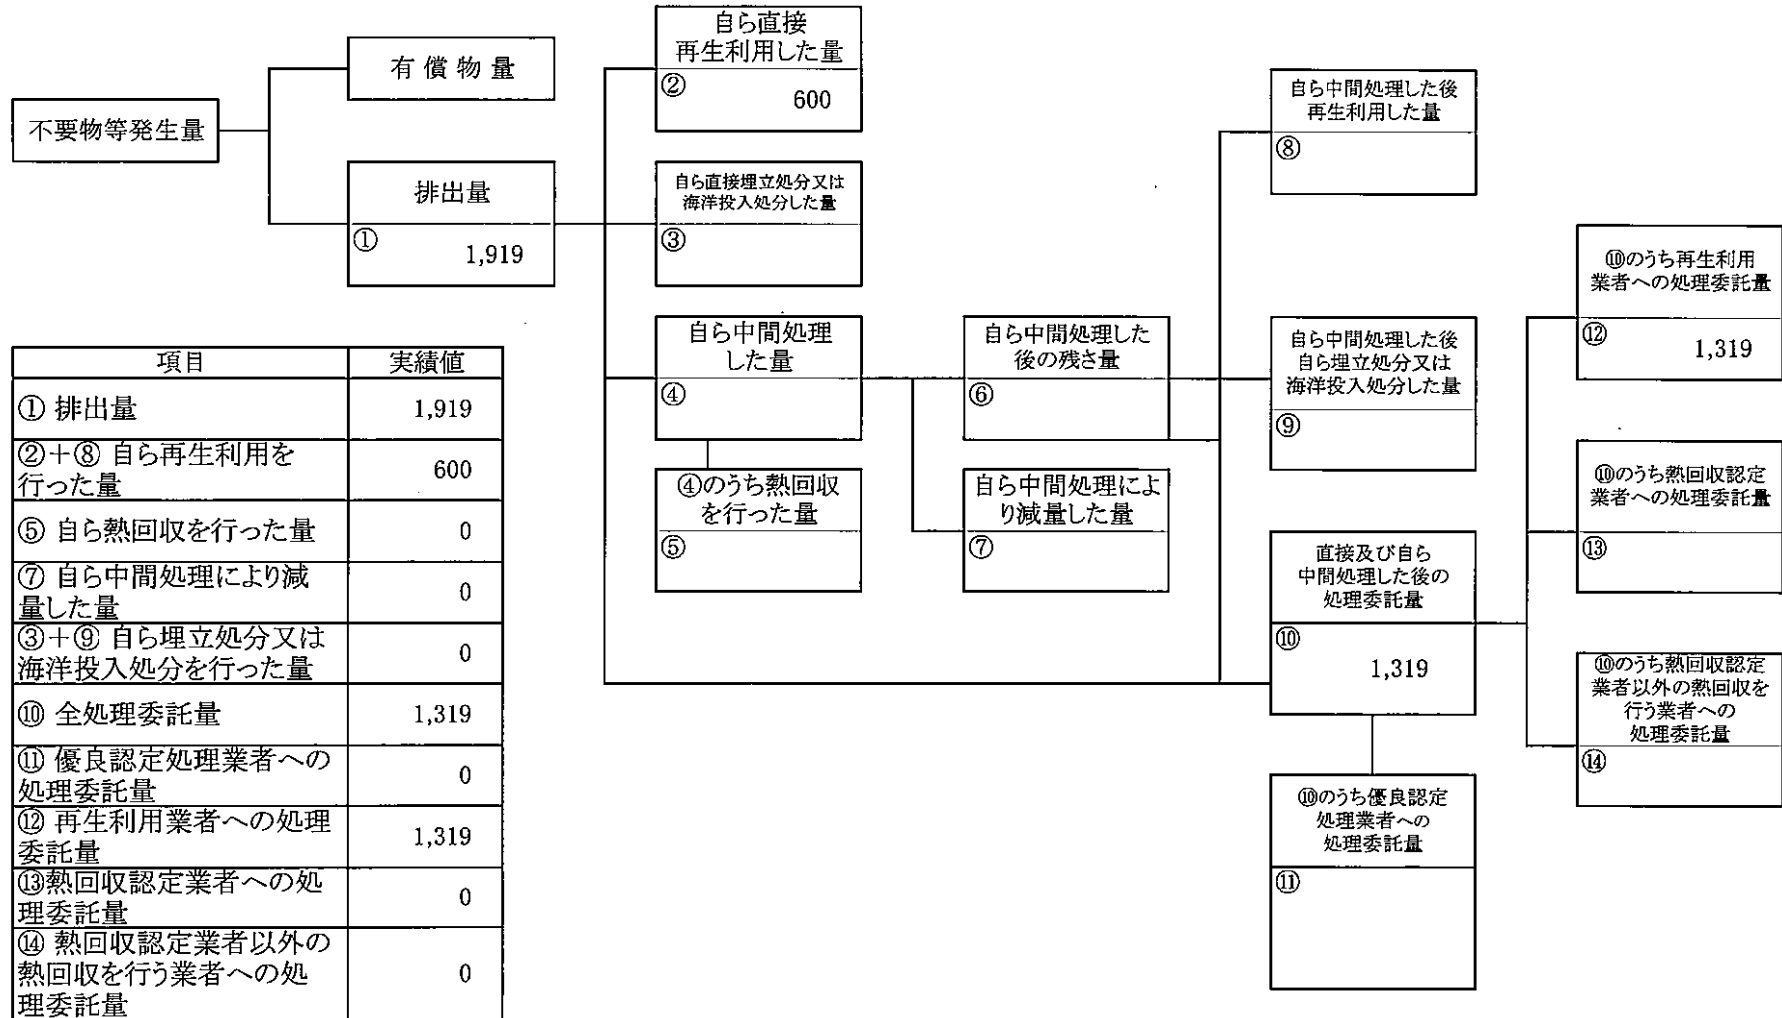 不要物等発生量
有償物量
排出量
①
1,919
自ら直接
再生利用した量
②
600
自ら直接埋立処分又は
海洋投入処分した量
③
自ら中間処理
した量
④
④のうち熱回収
を行った量
⑤
自ら中間処理した
後の残さ量
⑥
自ら中間処理によ
り減量した量
⑦
自ら中間処理した後
再生利用した量
⑧
自ら中間処理した後
自ら埋立処分又は
海洋投入処分した量
⑨
直接及び自ら
中間処理した後の
処理委託量
⑩
1,319
⑩のうち優良認定
処理業者への
処理委託量
⑪
⑩のうち再生利用
業者への処理委託量
⑫
1,319
⑩のうち熱回収認定
業者への処理委託量
⑬
⑩のうち熱回収認定
業者以外の熱回収を
行う業者への
処理委託量
⑭
項目 実績値
① 排出量 1,919
②＋⑧ 自ら再生利用を
行った量 600
⑤ 自ら熱回収を行った量 0
⑦ 自ら中間処理により減
量した量 0
③＋⑨ 自ら埋立処分又は
海洋投入処分を行った量 0
⑩ 全処理委託量 1,319
⑪ 優良認定処理業者への
処理委託量 0
⑫ 再生利用業者への処理
委託量 1,319
⑬熱回収認定業者への処
理委託量 0
⑭ 熱回収認定業者以外の
熱回収を行う業者への処
理委託量 0